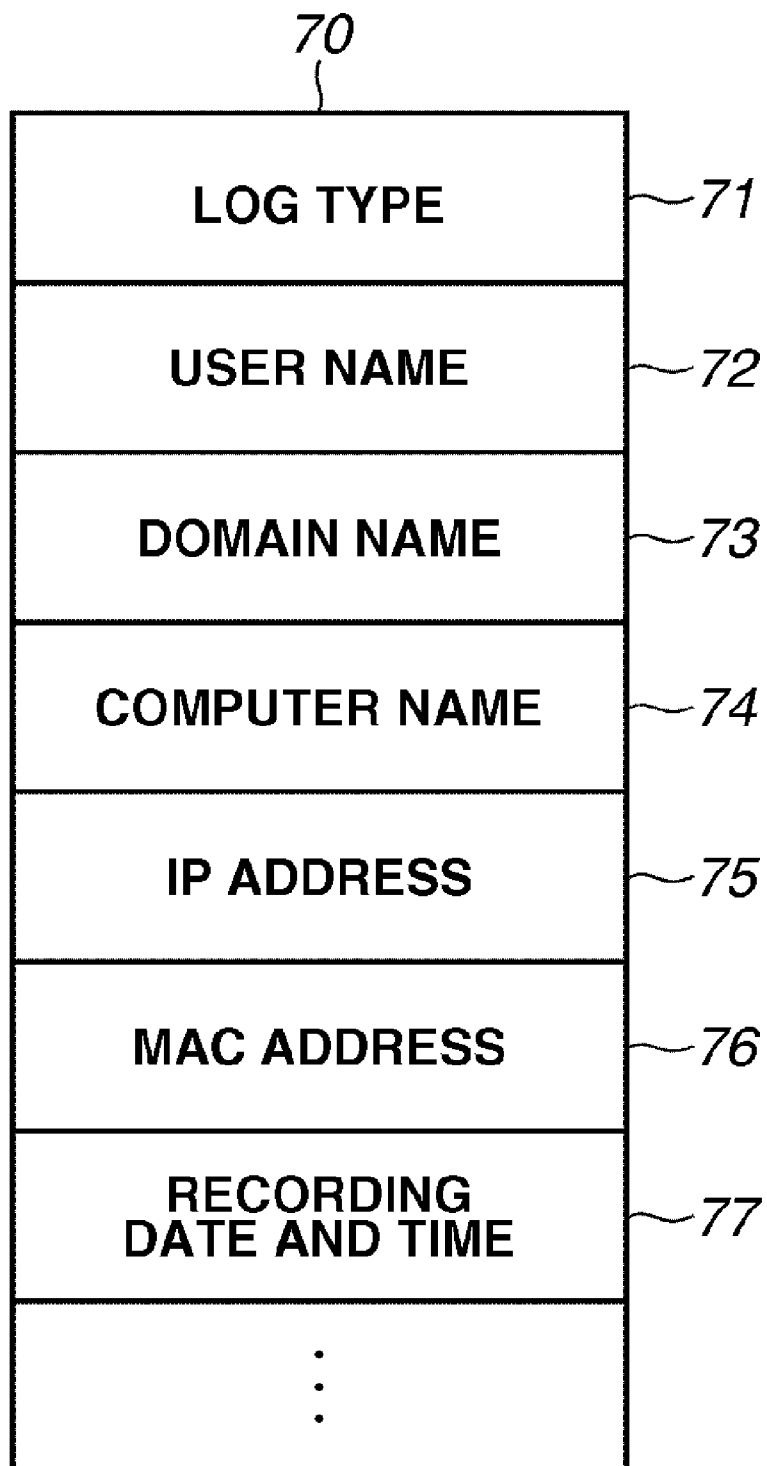 70
LOG TYPE 71
USER NAME 72
DOMAIN NAME 73
COMPUTER NAME 74
IP ADDRESS 75
MAC ADDRESS 76
RECORDING
DATE AND TIME 77